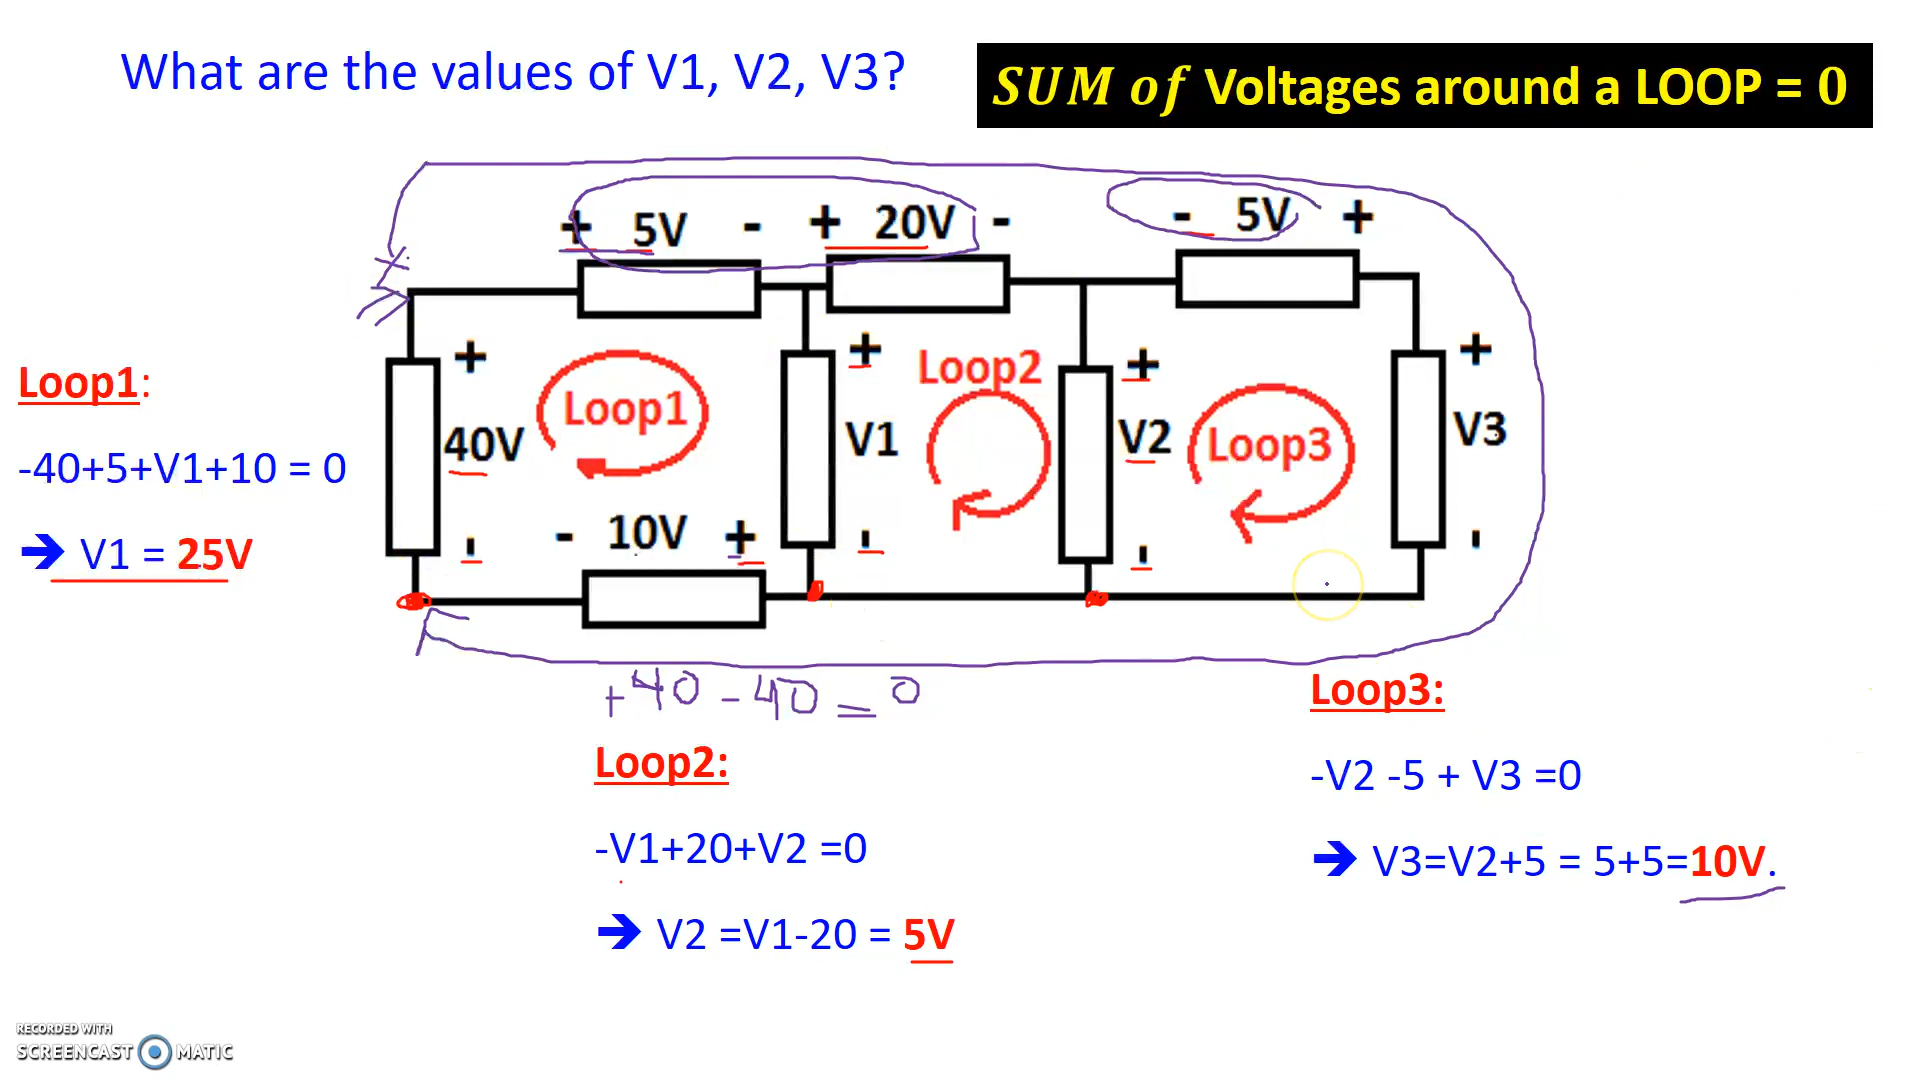 What are the values of V1, V2, V3?
SUM of Voltages around a LOOP = 0
+ 5V - + 20V - - 5V +
+ + + +
Loop1:
Loop1 Loop2 Loop3
40V V1 V2 V3
-40+5+V1+10 = 0
- 10V +
- - - -
➔ V1 = 25V
+40 - 40 = 0
Loop3:
Loop2:
-V2 -5 + V3 =0
-V1+20+V2 =0
➔ V3=V2+5 = 5+5=10V.
➔ V2 =V1-20 = 5V
RECORDED WITH
SCREENCAST MATIC